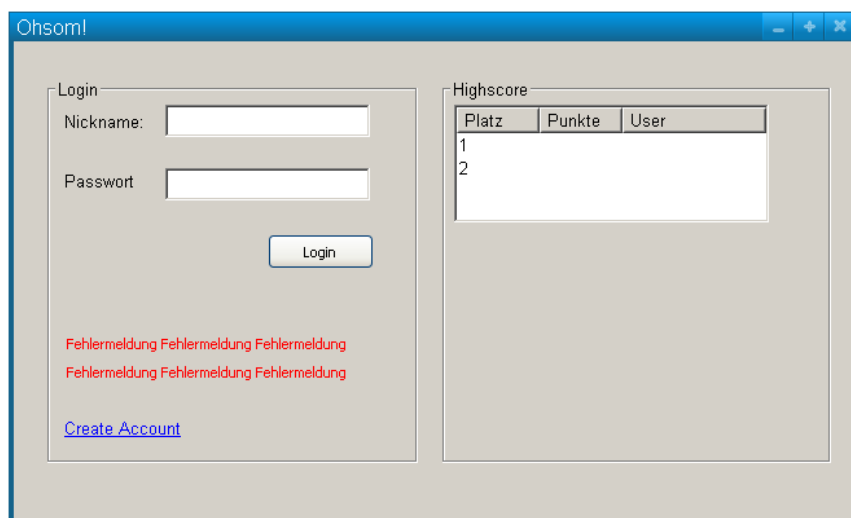 Ohsom!
Login
Nickname:
Passwort
Login
Fehlermeldung Fehlermeldung Fehlermeldung
Fehlermeldung Fehlermeldung Fehlermeldung
Create Account
Highscore
Platz Punkte User
1
2